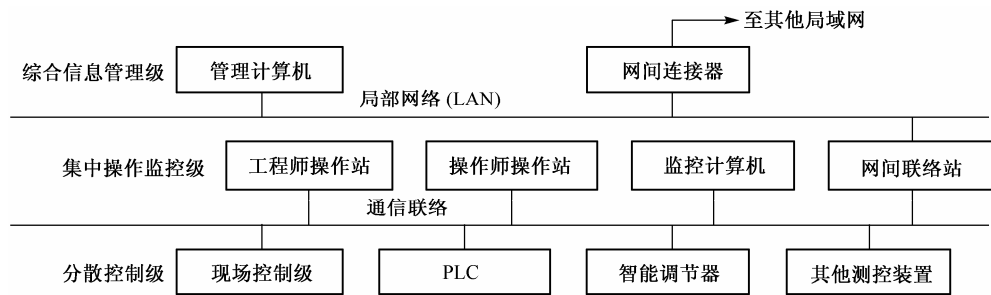 至其他局域网
综合信息管理级
管理计算机
网间连接器
局部网络 (LAN)
集中操作监控级
工程师操作站
操作师操作站
监控计算机
网间联络站
通信联络
分散控制级
现场控制级
PLC
智能调节器
其他测控装置